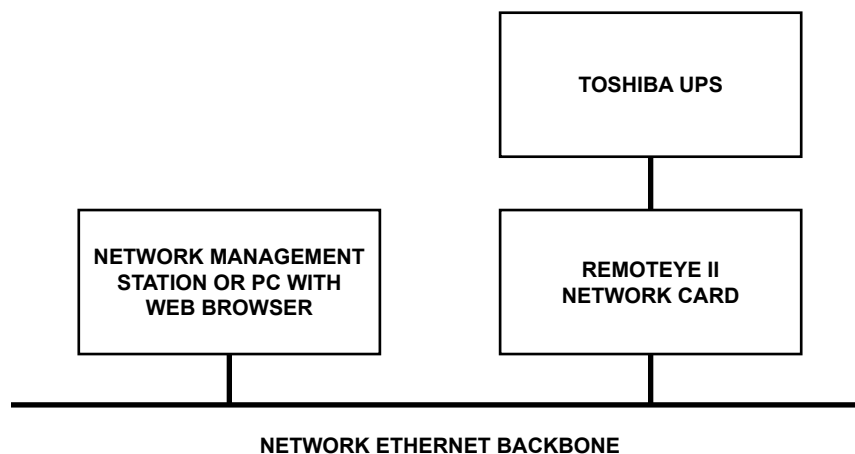 TOSHIBA UPS
NETWORK MANAGEMENT
STATION OR PC WITH
WEB BROWSER
REMOTEYE II
NETWORK CARD
NETWORK ETHERNET BACKBONE